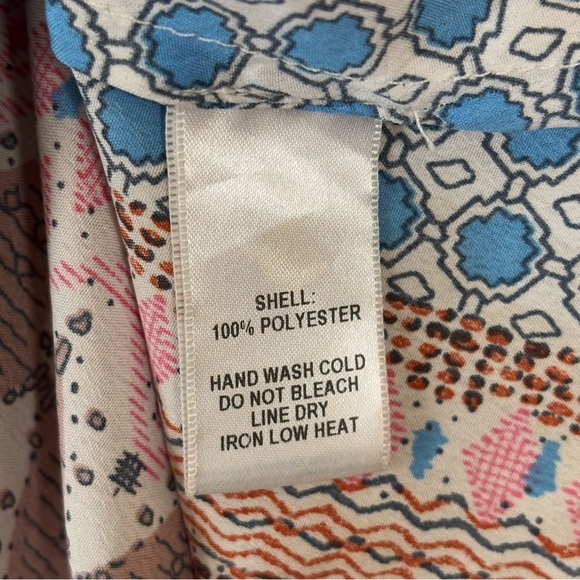 SHELL:
100% POLYESTER
HAND WASH COLD
DO NOT BLEACH
LINE DRY
IRON LOW HEAT